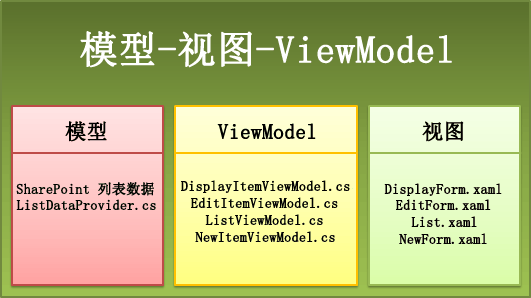 模型-视图-ViewModel
模型
SharePoint 列表数据
ListDataProvider.cs
ViewModel
DisplayItemViewModel.cs
EditItemViewModel.cs
ListViewModel.cs
NewItemViewModel.cs
视图
DisplayForm.xaml
EditForm.xaml
List.xaml
NewForm.xaml